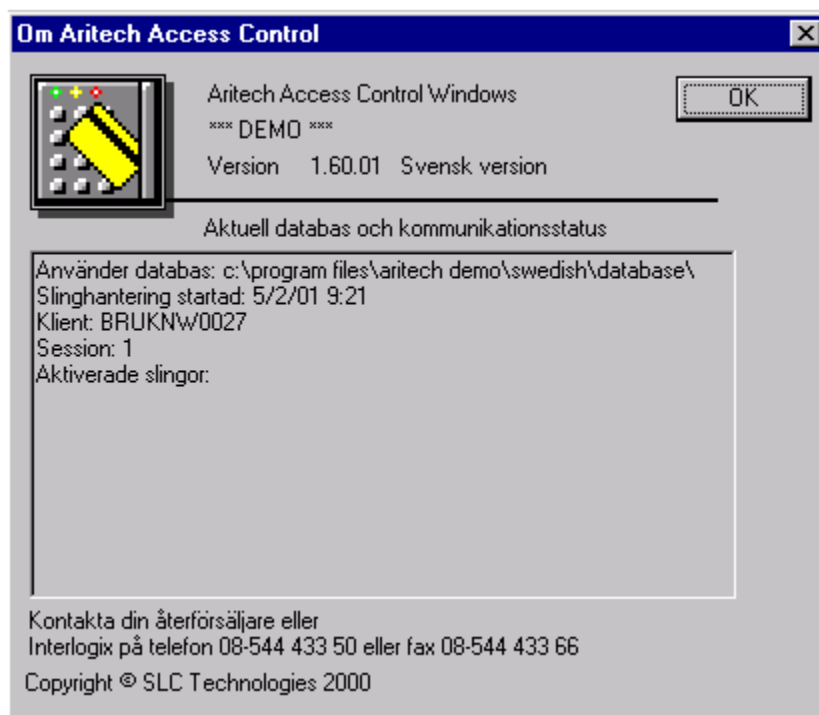 Om Aritech Access Control
Aritech Access Control Windows
OK
*** DEMO ***
Version 1.60.01 Svensk version
Aktuell databas och kommunikationsstatus
Använder databas: c:\program files\aritech demo\swedish\database\
Slinghantering startad: 5/2/01 9:21
Klient: BRUKNW0027
Session: 1
Aktiverade slingor:
Kontakta din återförsäljare eller
Interlogix på telefon 08-544 433 50 eller fax 08-544 433 66
Copyright © SLC Technologies 2000